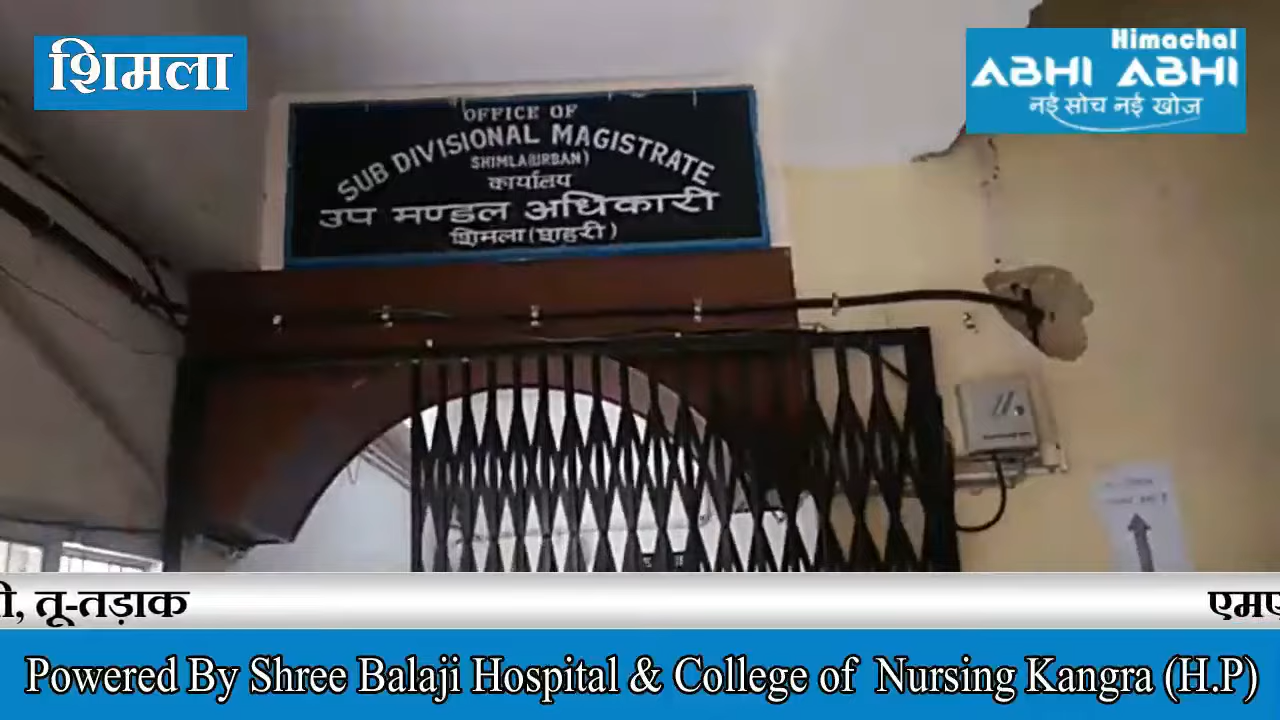 शिमला
Himachal
ABHI ABHI
नई सोच नई खोज
OFFICE OF
SUB DIVISIONAL MAGISTRATE
SHIMLA(URBAN)
कार्यालय
उप मण्डल अधिकारी
शिमला(शहरी)
तू-तड़ाक
Powered By Shree Balaji Hospital & College of Nursing Kangra (H.P)